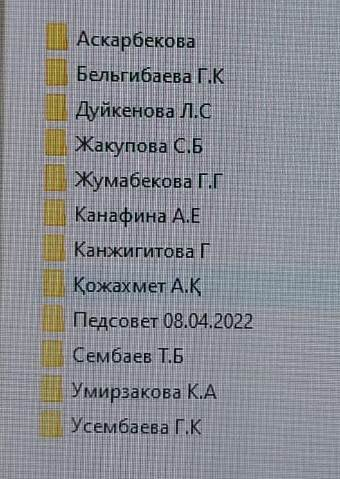 Аскарбекова
Бельгибаева Г.К
Дуйкенова Л.С
Жакупова С.Б
Жумабекова Г.Г
Канафина А.Е
Канжигитова Г
Қожахмет А.Қ
Педсовет 08.04.2022
Сембаев Т.Б
Умирзакова К.А
Усембаева Г.К